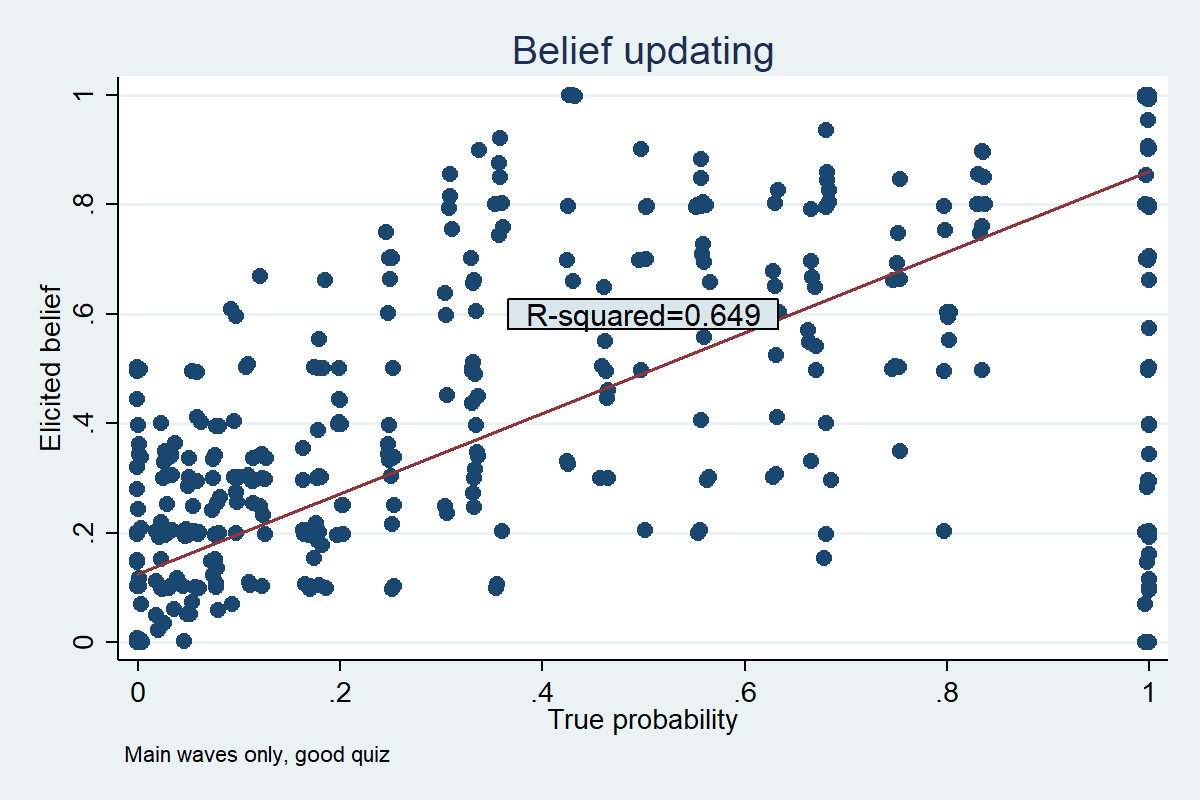 Belief updating
Elicited belief
1
.8
.6
.4
.2
0
R-squared=0.649
0 .2 .4 .6 .8 1
True probability
Main waves only, good quiz